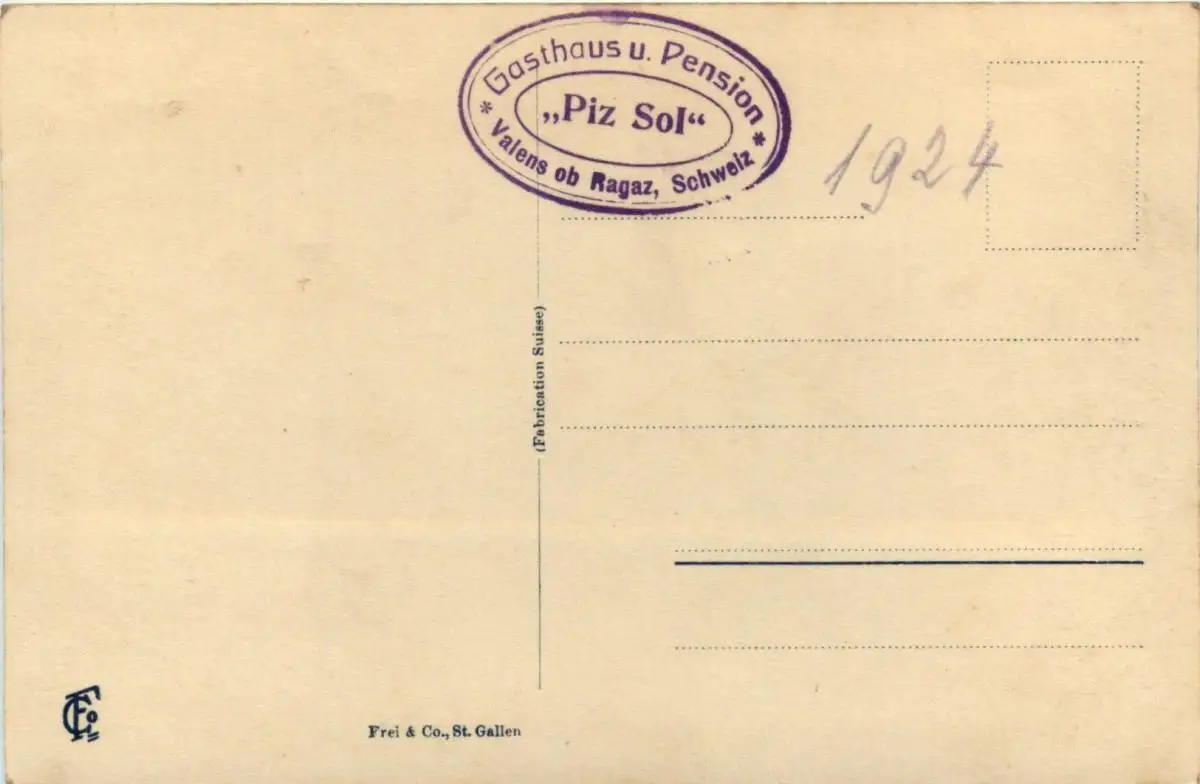 Gasthaus u. Pension
„Piz Sol“
* Valens ob Ragaz, Schweiz *
1924
(Fabrication Suisse)
Frei & Co., St. Gallen